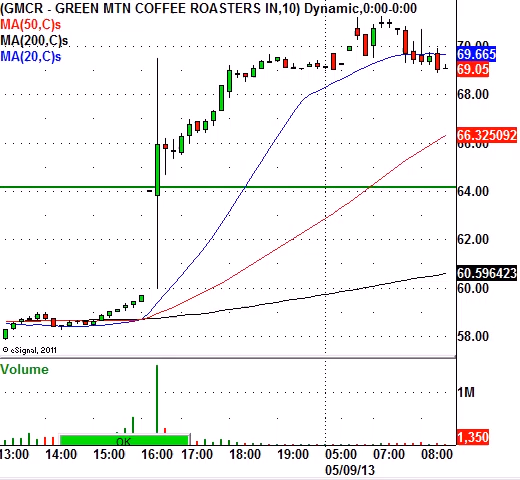 (GMCR - GREEN MTN COFFEE ROASTERS IN,10) Dynamic,0:00-0:00
MA(50,C)s
MA(200,C)s
MA(20,C)s
70.00
69.665
69.05
68.00
66.325092
66.00
64.00
62.00
60.596423
60.00
58.00
© eSignal, 2011
Volume
1M
1,350
OK
13:00 14:00 15:00 16:00 17:00 18:00 19:00 05:00 06:00 07:00 08:00
05/09/13